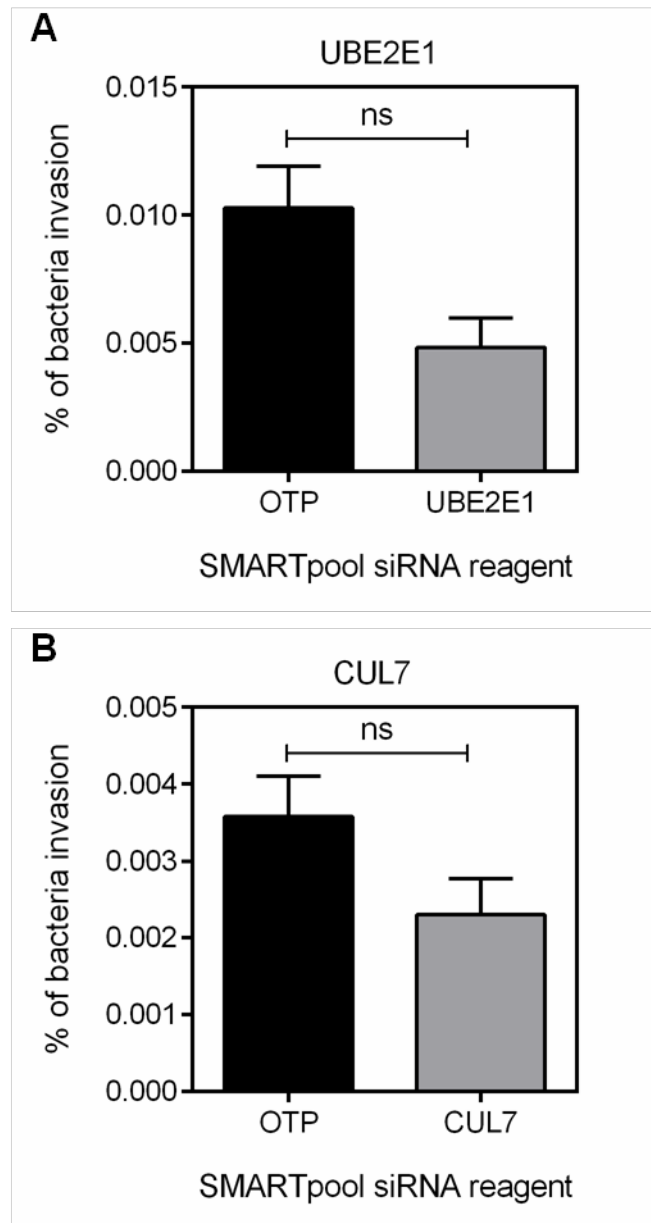 A
UBE2E1
% of bacteria invasion
0.015
0.010
0.005
0.000
ns
OTP
UBE2E1
SMARTpool siRNA reagent
B
CUL7
% of bacteria invasion
0.005
0.004
0.003
0.002
0.001
0.000
ns
OTP
CUL7
SMARTpool siRNA reagent